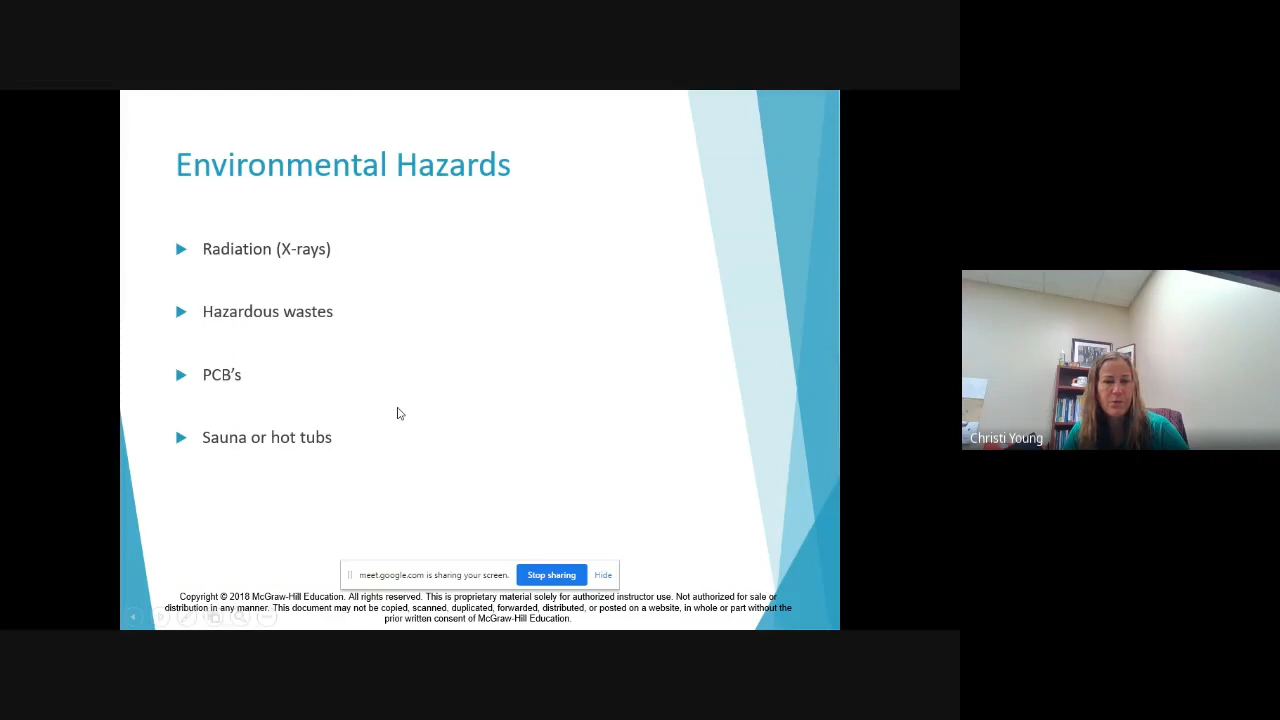 Environmental Hazards
Radiation (X-rays)
Hazardous wastes
PCB's
Sauna or hot tubs
meet.google.com is sharing your screen.
Stop sharing
Hide
Copyright © 2018 McGraw-Hill Education. All rights reserved. This is proprietary material solely for authorized instructor use. Not authorized for sale or
distribution in any manner. This document may not be copied, scanned, duplicated, forwarded, distributed, or posted on a website, in whole or part without the
prior written consent of McGraw-Hill Education.
Christi Young